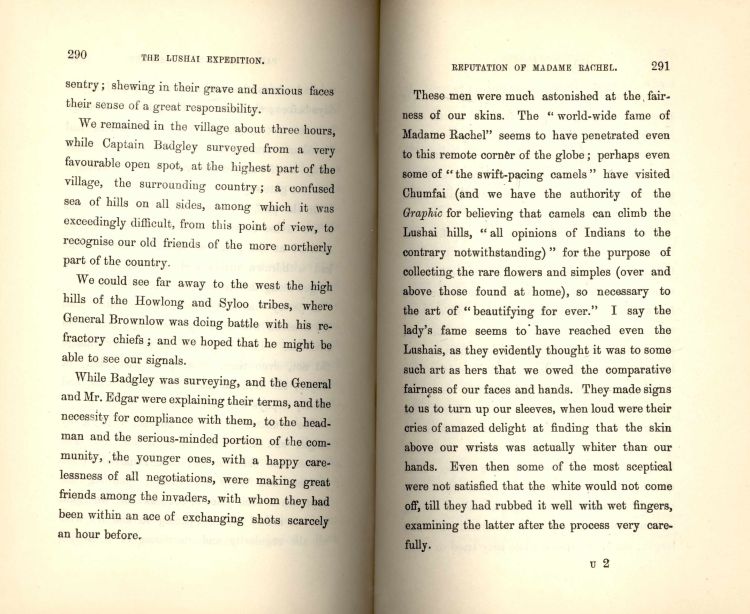 290
THE LUSHAI EXPEDITION.
sentry; shewing in their grave and anxious faces
their sense of a great responsibility.
We remained in the village about three hours,
while Captain Badgley surveyed from a very
favourable open spot, at the highest part of the
village, the surrounding country; a confused
sea of hills on all sides, among which it was
exceedingly difficult, from this point of view, to
recognise our old friends of the more northerly
part of the country.
We could see far away to the west the high
hills of the Howlong and Syloo tribes, where
General Brownlow was doing battle with his re-
fractory chiefs; and we hoped that he might be
able to see our signals.
While Badgley was surveying, and the General
and Mr. Edgar were explaining their terms, and the
necessity for compliance with them, to the head-
man and the serious-minded portion of the com-
munity, the younger ones, with a happy care-
lessness of all negotiations, were making great
friends among the invaders, with whom they had
been within an ace of exchanging shots scarcely
an hour before.
REPUTATION OF MADAME RACHEL.
291
These men were much astonished at the fair-
ness of our skins. The "world-wide fame of
Madame Rachel" seems to have penetrated even
to this remote corner of the globe; perhaps even
some of "the swift-pacing camels" have visited
Chumfai (and we have the authority of the
Graphic for believing that camels can climb the
Lushai hills, "all opinions of Indians to the
contrary notwithstanding)" for the purpose of
collecting the rare flowers and simples (over and
above those found at home), so necessary to
the art of "beautifying for ever." I say the
lady's fame seems to have reached even the
Lushais, as they evidently thought it was to some
such art as hers that we owed the comparative
fairness of our faces and hands. They made signs
to us to turn up our sleeves, when loud were their
cries of amazed delight at finding that the skin
above our wrists was actually whiter than our
hands. Even then some of the most sceptical
were not satisfied that the white would not come
off, till they had rubbed it well with wet fingers,
examining the latter after the process very care-
fully.
U 2